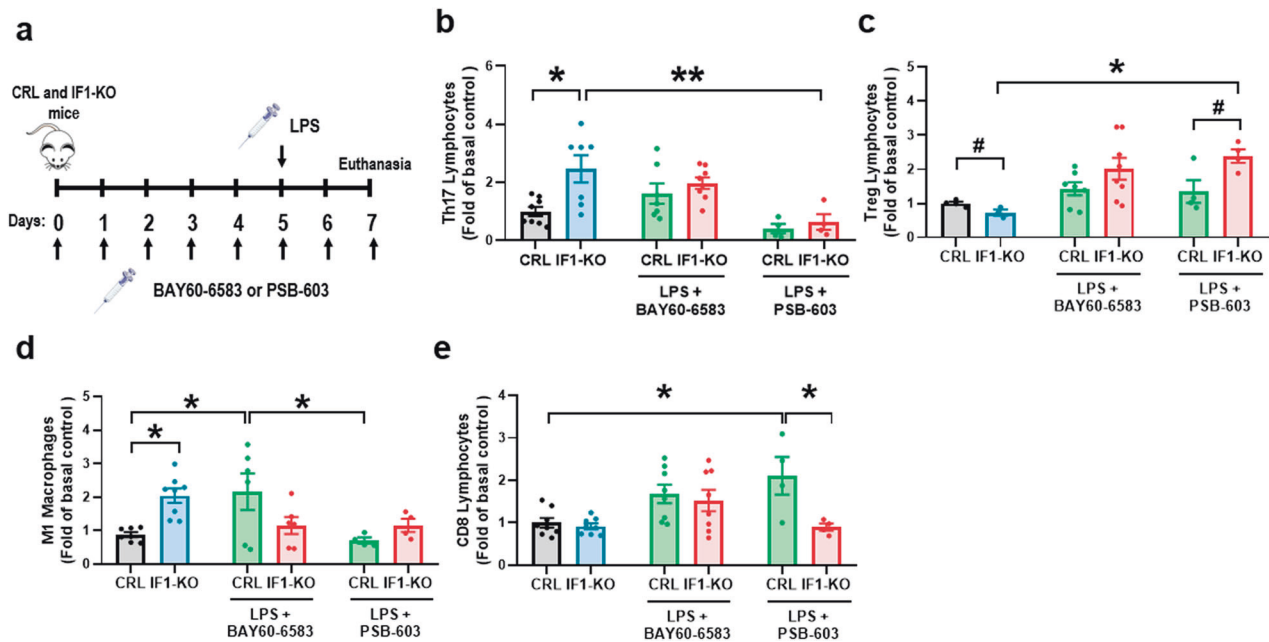 a
CRL and IF1-KO
mice
LPS
Euthanasia
Days: 0 1 2 3 4 5 6 7
BAY60-6583 or PSB-603
b
Th17 Lymphocytes
(Fold of basal control)
6
4
2
0
*
**
CRL IF1-KO CRL IF1-KO CRL IF1-KO
LPS + LPS +
BAY60-6583 PSB-603
c
Treg Lymphocytes
(Fold of basal control )
5
4
3
2
1
0
*
#
#
CRL IF1-KO CRL IF1-KO CRL IF1-KO
LPS + LPS +
BAY60-6583 PSB-603
d
M1 Macrophages
(Fold of basal control )
5
4
3
2
1
0
* *
*
CRL IF1-KO CRL IF1-KO CRL IF1-KO
LPS + LPS +
BAY60-6583 PSB-603
e
CD8 Lymphocytes
(Fold of basal control )
4
3
2
1
0
* *
CRL IF1-KO CRL IF1-KO CRL IF1-KO
LPS + LPS +
BAY60-6583 PSB-603